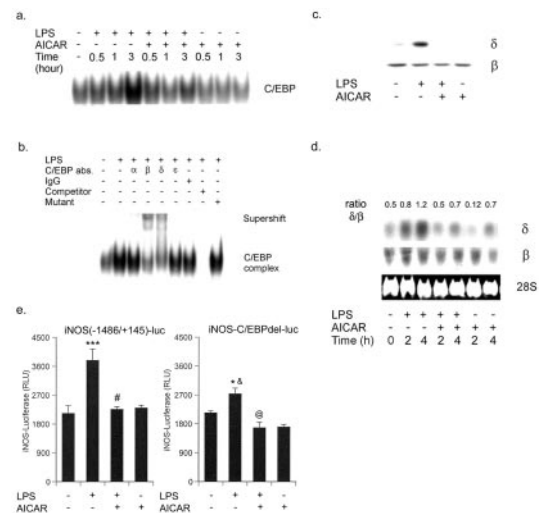 a.
LPS - + + + + + + - - -
AICAR - - - - + + + + + +
Time (hour) 0.5 1 3 0.5 1 3 0.5 1 3
C/EBP
b.
LPS - + + + + + + + +
C/EBP abs. α β δ ε
IgG +
Competitor +
Mutant +
Supershift
C/EBP complex
c.
δ
β
LPS - + + -
AICAR - - + +
d.
ratio δ/β 0.5 0.8 1.2 0.5 0.7 0.12 0.7
δ
β
28S
LPS - + + + + - -
AICAR - - - + + + +
Time (h) 0 2 4 2 4 2 4
e.
iNOS(-1486/+145)-luc
iNOS-Luciferase (RLU)
4500
3600
2700
1800
900
0
***
#
LPS - + + -
AICAR - - + +
iNOS-C/EBPdel-luc
iNOS-Luciferase (RLU)
4500
3600
2700
1800
900
0
* &
@
LPS - + + -
AICAR - - + +